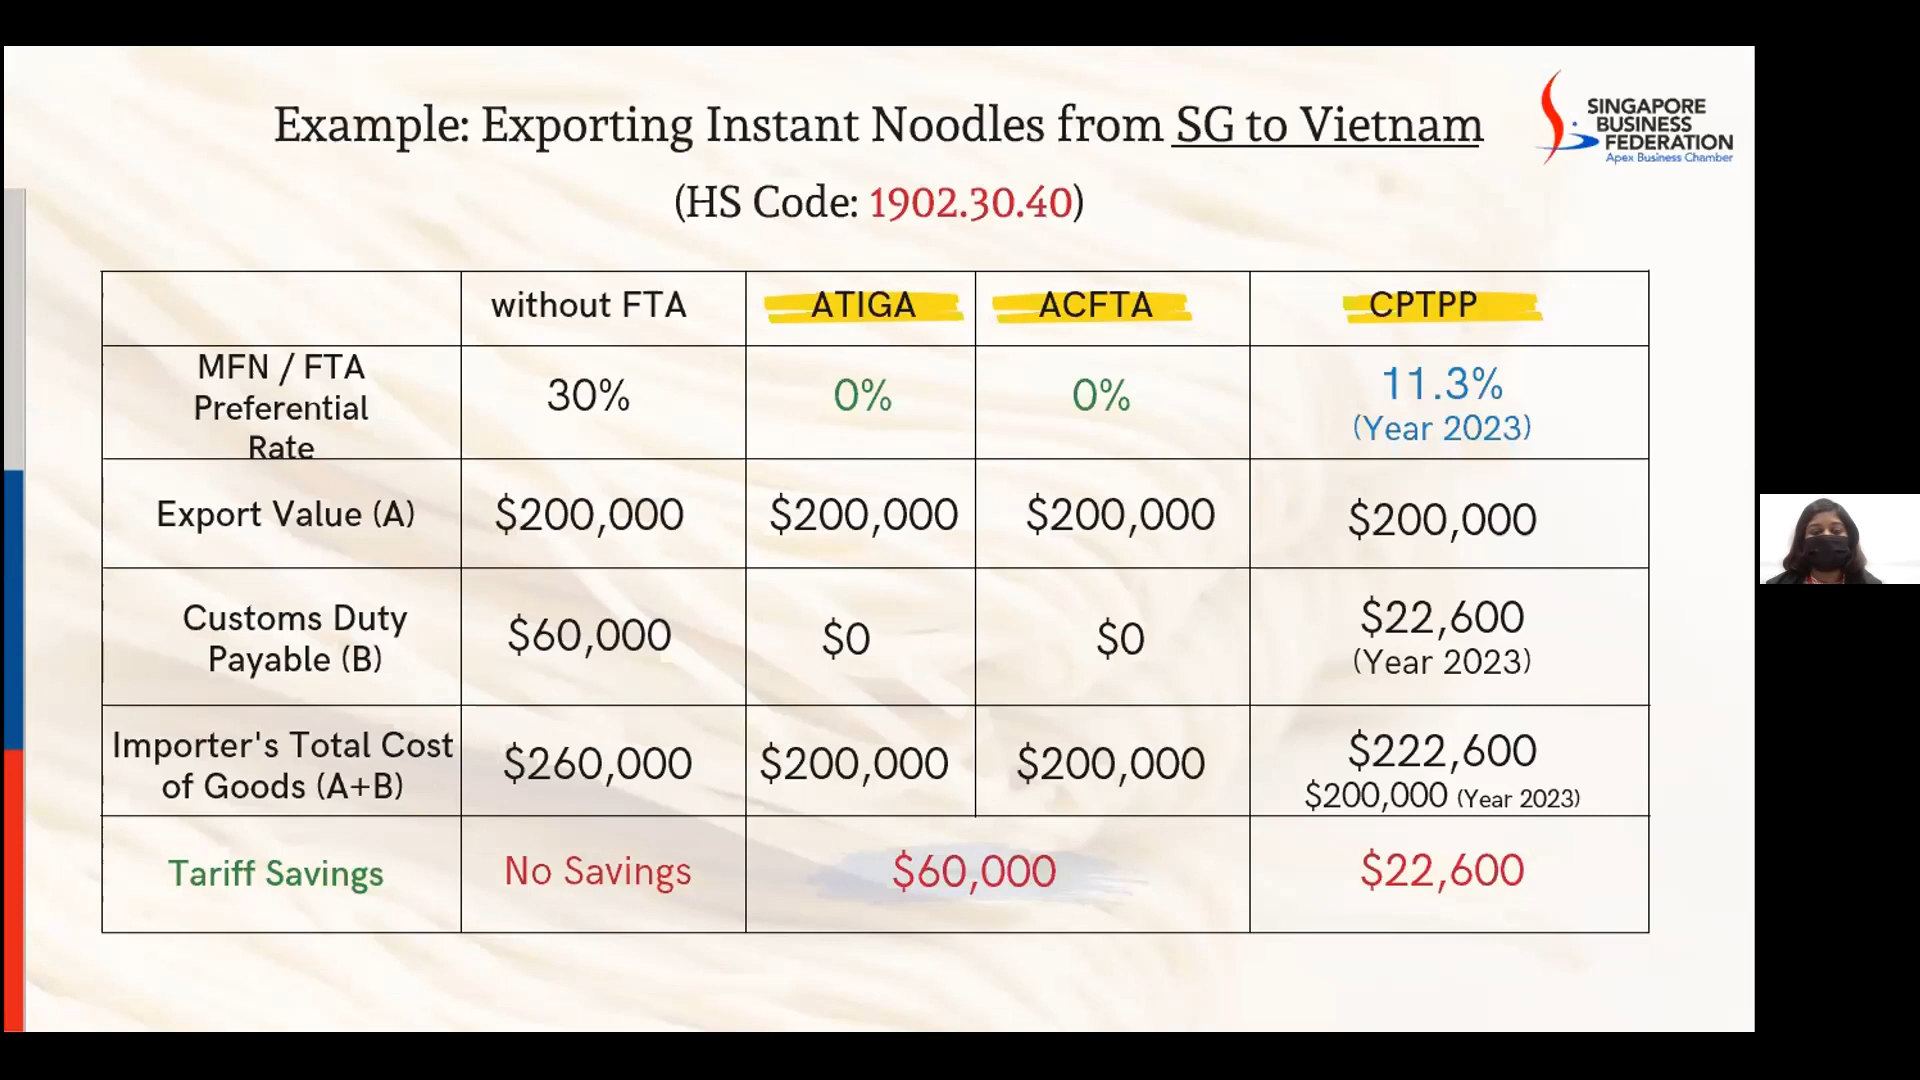 Example: Exporting Instant Noodles from SG to Vietnam
(HS Code: 1902.30.40)
SINGAPORE
BUSINESS
FEDERATION
Apex Business Chamber
without FTA ATIGA ACFTA CPTPP
MFN / FTA
Preferential
Rate
30% 0% 0% 11.3%
(Year 2023)
Export Value (A) $200,000 $200,000 $200,000 $200,000
Customs Duty
Payable (B)
$60,000 $0 $0 $22,600
(Year 2023)
Importer's Total Cost
of Goods (A+B)
$260,000 $200,000 $200,000 $222,600
$200,000 (Year 2023)
Tariff Savings No Savings $60,000 $22,600